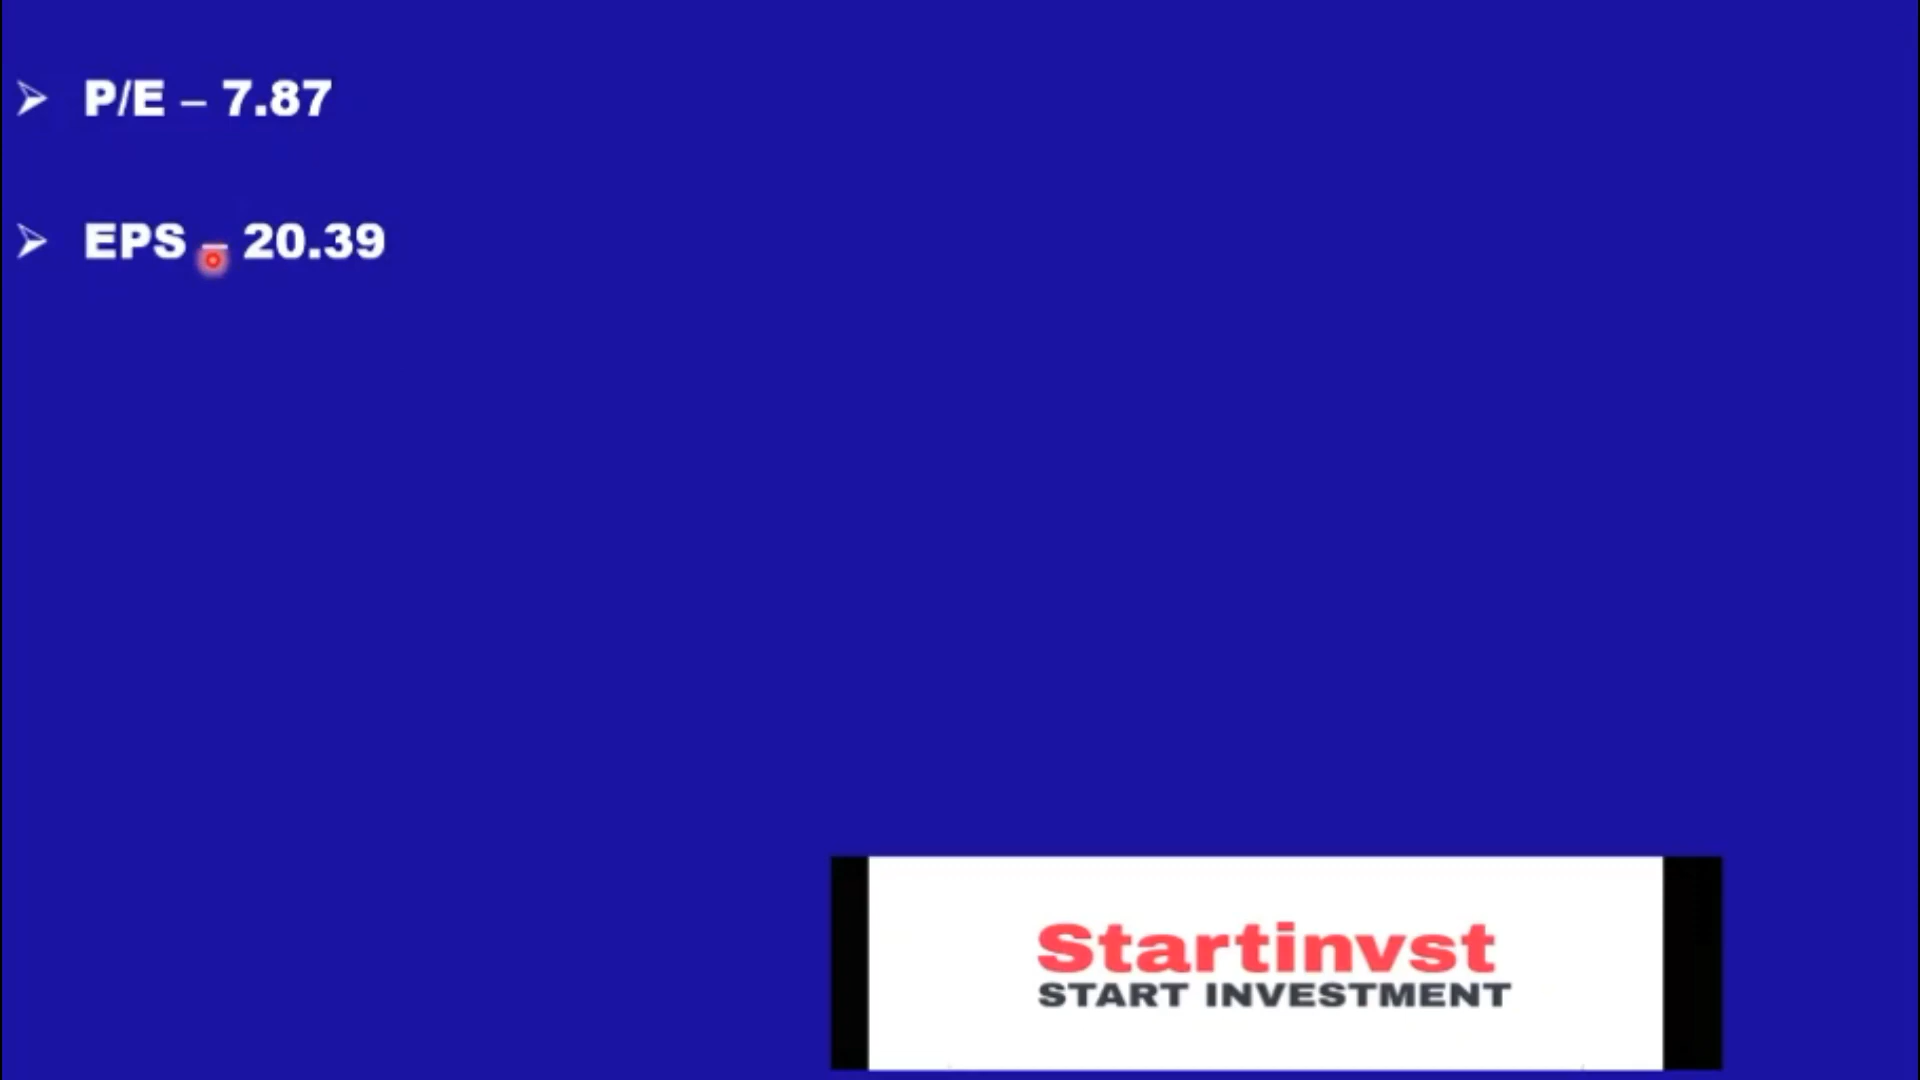 ➢ P/E – 7.87
➢ EPS – 20.39
Startinvst
START INVESTMENT